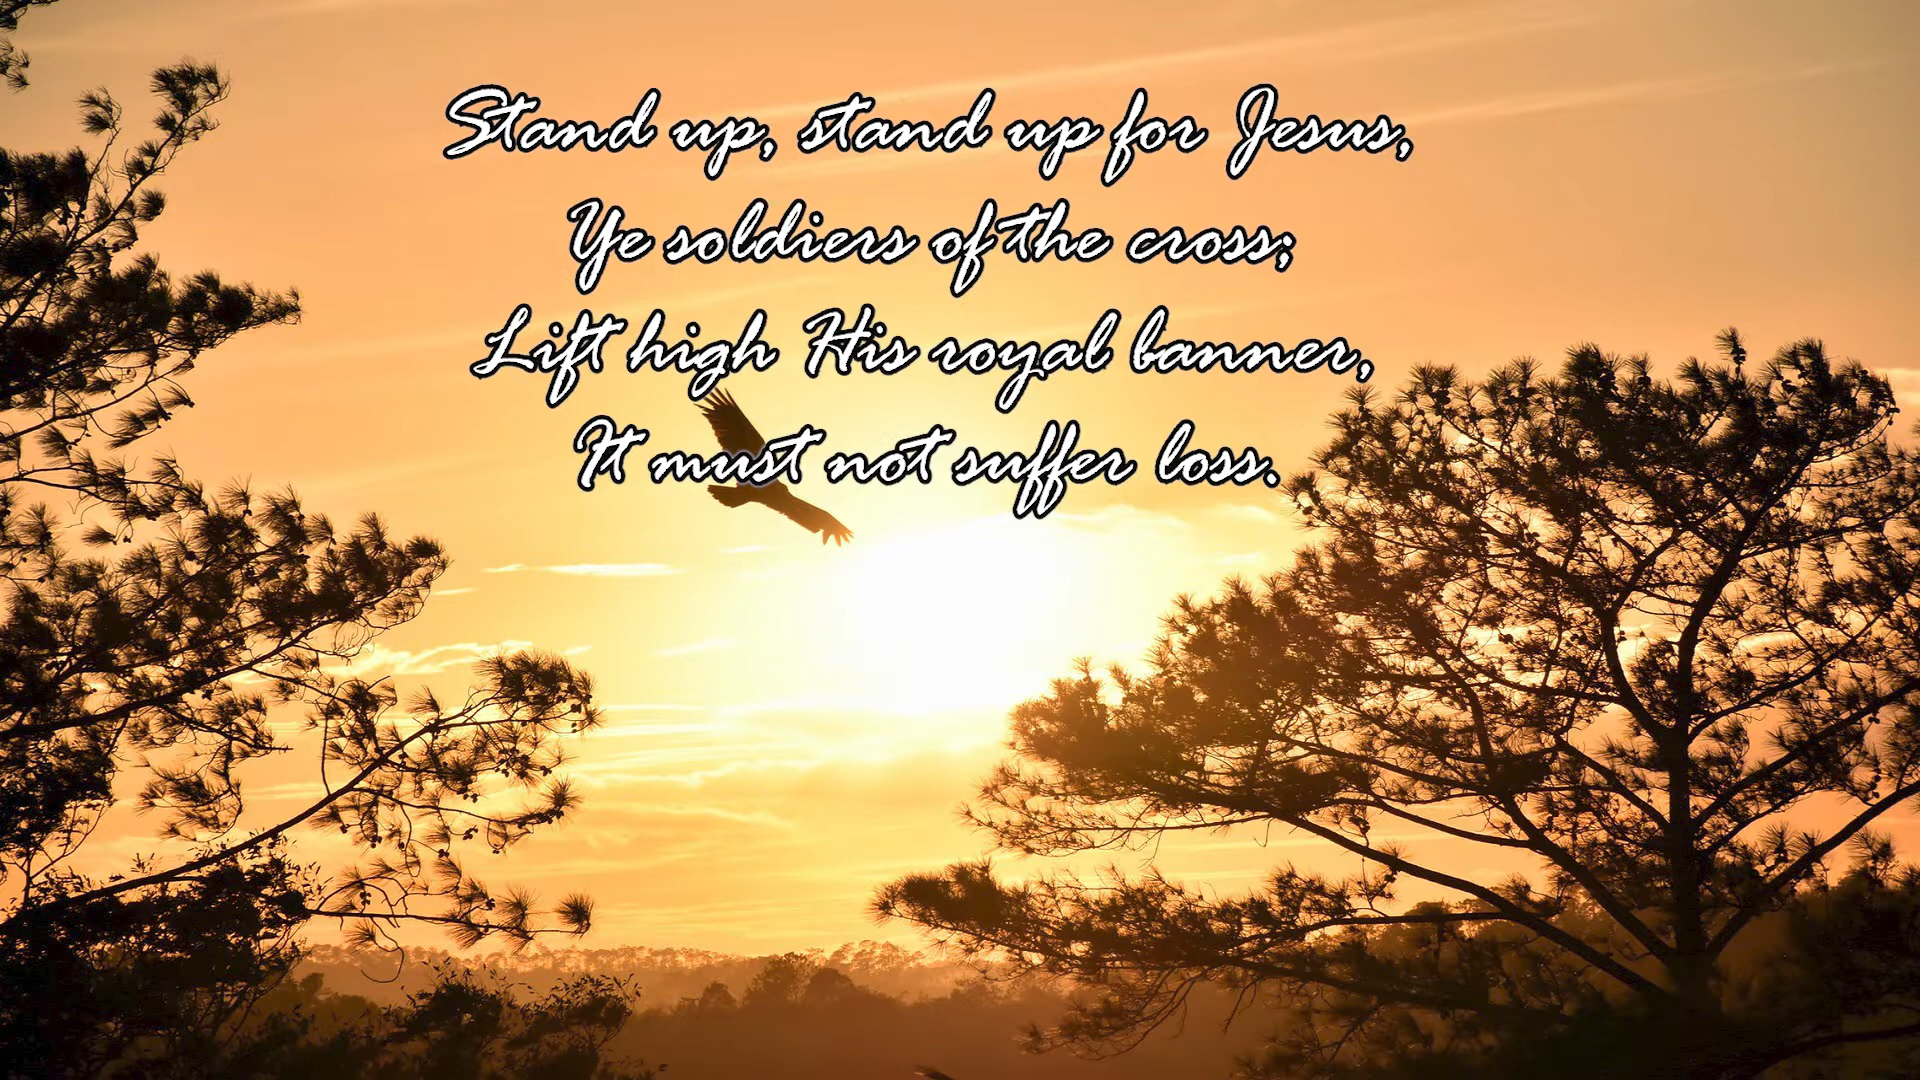 Stand up, stand up for Jesus,
Ye soldiers of the cross;
Lift high His royal banner,
It must not suffer loss.